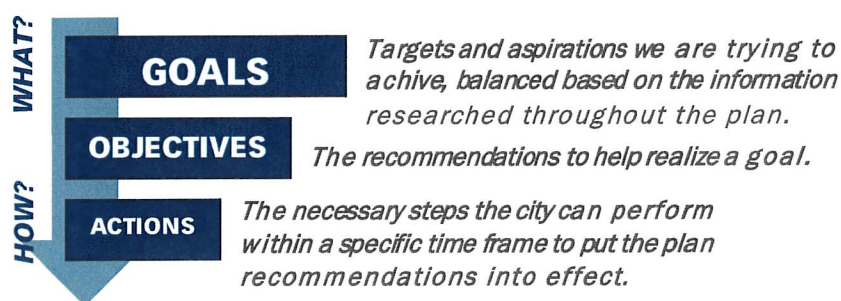 WHAT?
GOALS
Targets and aspirations we are trying to
achive, balanced based on the information
researched throughout the plan.
OBJECTIVES
The recommendations to help realize a goal.
HOW?
ACTIONS
The necessary steps the city can perform
within a specific time frame to put the plan
recommendations into effect.